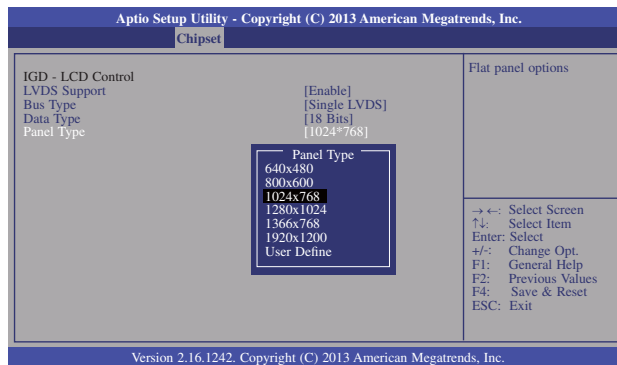 Aptio Setup Utility - Copyright (C) 2013 American Megatrends, Inc.
Chipset
IGD - LCD Control
LVDS Support [Enable]
Bus Type [Single LVDS]
Data Type [18 Bits]
Panel Type [1024*768]
Panel Type
640x480
800x600
1024x768
1280x1024
1366x768
1920x1200
User Define
Flat panel options
→←: Select Screen
↑↓: Select Item
Enter: Select
+/-: Change Opt.
F1: General Help
F2: Previous Values
F4: Save & Reset
ESC: Exit
Version 2.16.1242. Copyright (C) 2013 American Megatrends, Inc.